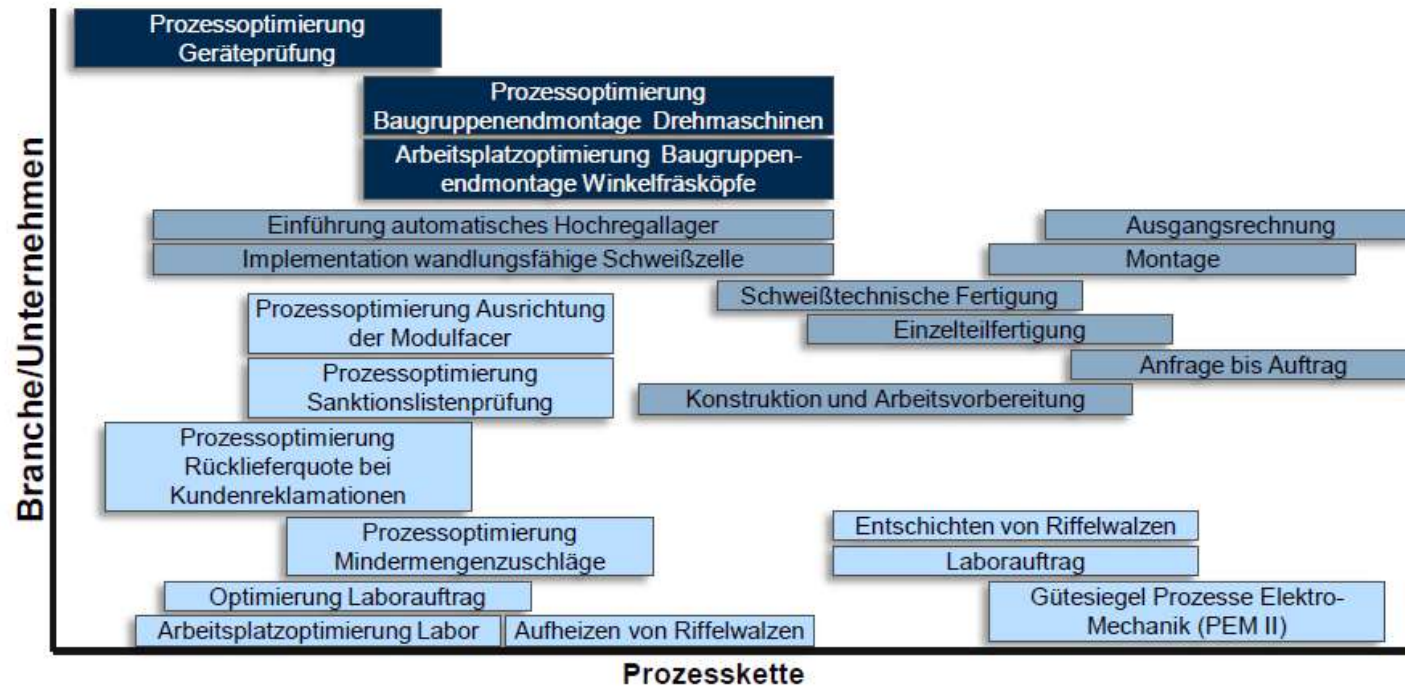 Prozessoptimierung
Geräteprüfung
Prozessoptimierung
Baugruppenendmontage Drehmaschinen
Arbeitsplatzoptimierung Baugruppen-
endmontage Winkelfräsköpfe
Einführung automatisches Hochregallager
Ausgangsrechnung
Implementation wandlungsfähige Schweißzelle
Montage
Schweißtechnische Fertigung
Prozessoptimierung Ausrichtung
der Modulfacer
Einzelteilfertigung
Anfrage bis Auftrag
Prozessoptimierung
Sanktionslistenprüfung
Konstruktion und Arbeitsvorbereitung
Prozessoptimierung
Rücklieferquote bei
Kundenreklamationen
Prozessoptimierung
Mindermengenzuschläge
Entschichten von Riffelwalzen
Laborauftrag
Optimierung Laborauftrag
Gütesiegel Prozesse Elektro-
Mechanik (PEM II)
Arbeitsplatzoptimierung Labor
Aufheizen von Riffelwalzen
Branche/Unternehmen
Prozesskette